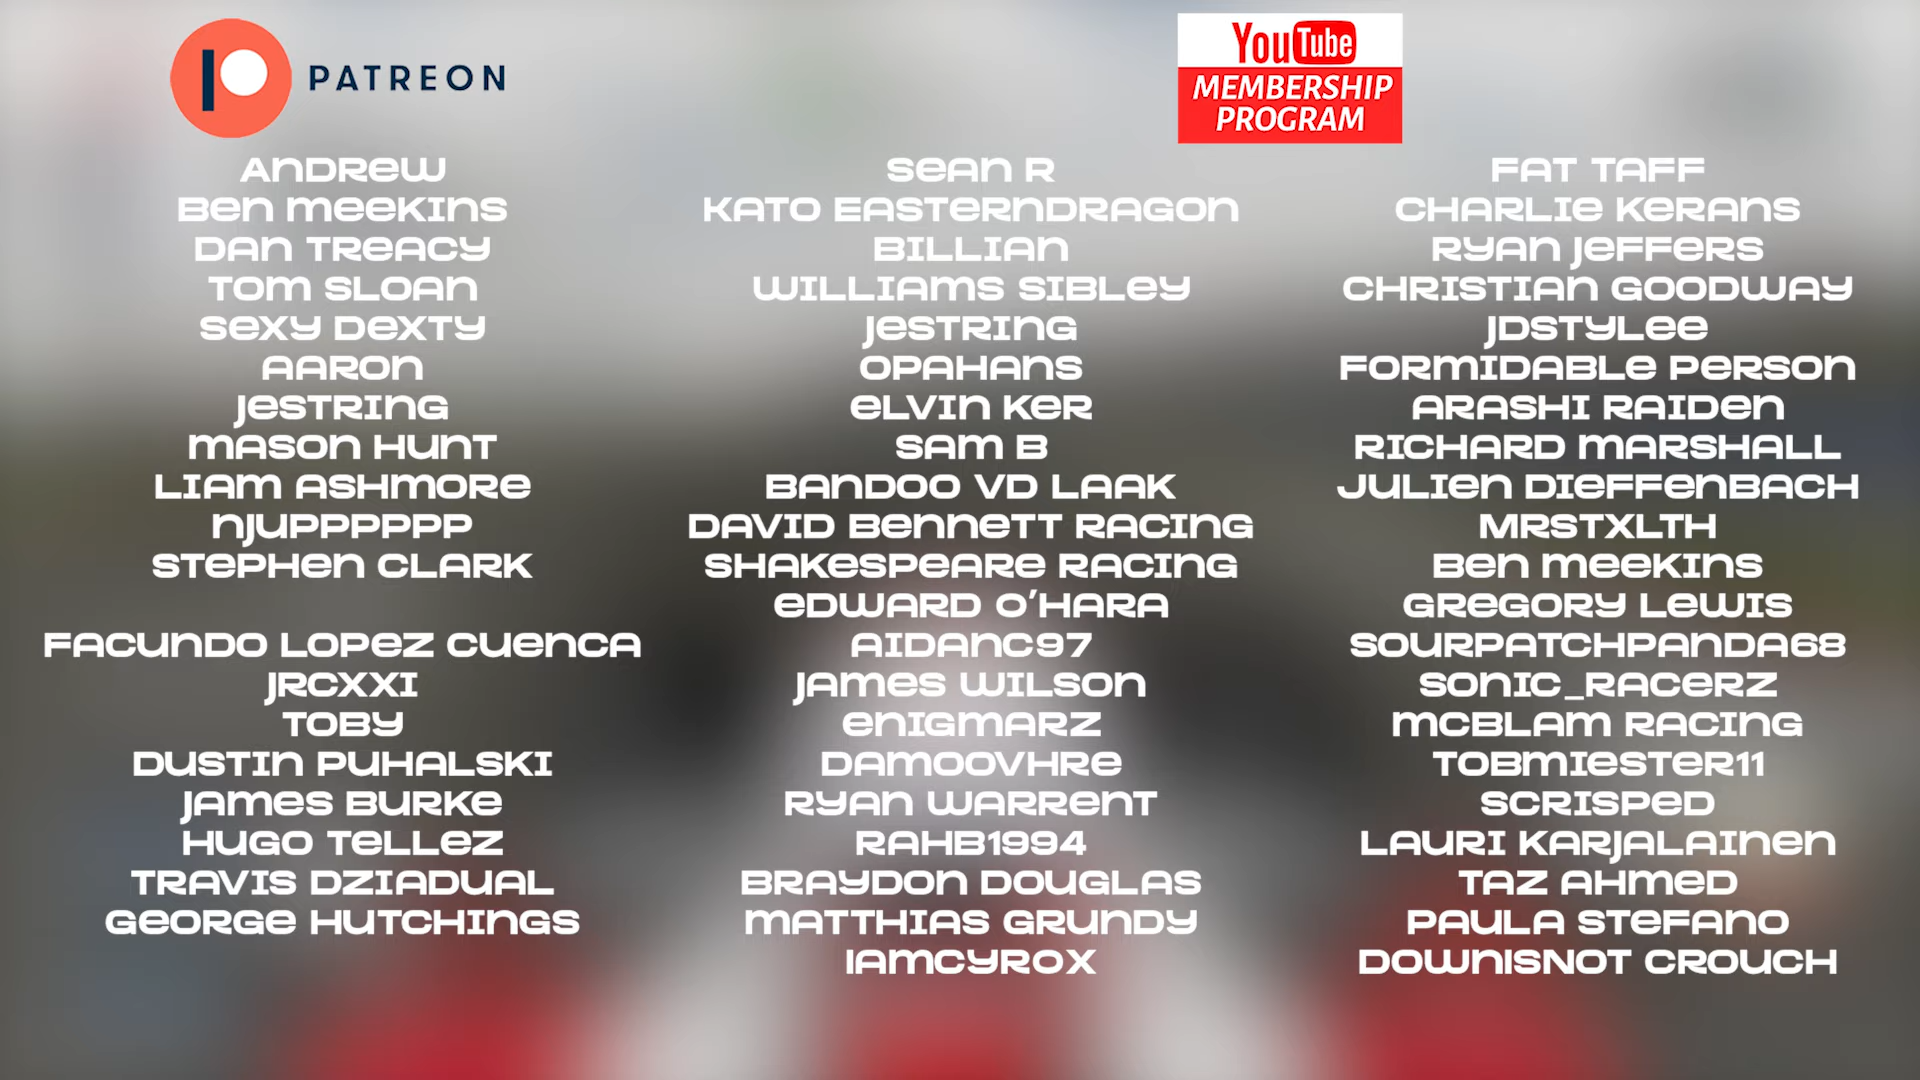 PATREON
YouTube
MEMBERSHIP
PROGRAM
ANDREW
BEN MEEKINS
DAN TREACY
TOM SLOAN
SEXY DEXTY
AARON
JESTRING
MASON HUNT
LIAM ASHMORE
NJUPPPPPP
STEPHEN CLARK
FACUNDO LOPEZ CUENCA
JRCXXI
TOBY
DUSTIN PUHALSKI
JAMES BURKE
HUGO TELLEZ
TRAVIS DZIADUAL
GEORGE HUTCHINGS
SEAN R
KATO EASTERNDRAGON
BILLIAN
WILLIAMS SIBLEY
JESTRING
OPAHANS
ELVIN KER
SAM B
BANDOO VD LAAK
DAVID BENNETT RACING
SHAKESPEARE RACING
EDWARD O'HARA
AIDANC97
JAMES WILSON
ENIGMARZ
DAMOOVHRE
RYAN WARRENT
RAHB1994
BRAYDON DOUGLAS
MATTHIAS GRUNDY
IAMCYROX
FAT TAFF
CHARLIE KERANS
RYAN JEFFERS
CHRISTIAN GOODWAY
JDSTYLEE
FORMIDABLE PERSON
ARASHI RAIDEN
RICHARD MARSHALL
JULIEN DIEFFENBACH
MRSTXLTH
BEN MEEKINS
GREGORY LEWIS
SOURPATCHPANDA68
SONIC_RACERZ
MCBLAM RACING
TOBMIESTER11
SCRISPED
LAURI KARJALAINEN
TAZ AHMED
PAULA STEFANO
DOWNISNOT CROUCH